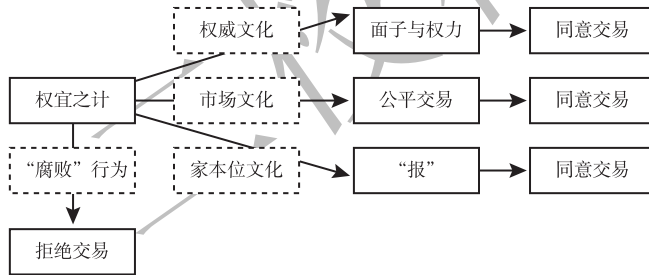 权威文化
面子与权力
同意交易
权宜之计
市场文化
公平交易
同意交易
“腐败”行为
家本位文化
“报”
同意交易
拒绝交易